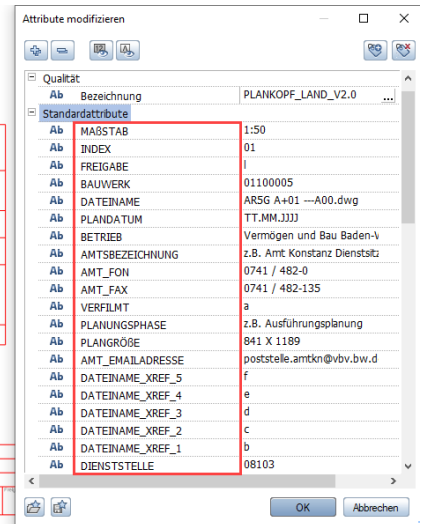 Attribute modifizieren
Qualität
Ab Bezeichnung PLANKOPF_LAND_V2.0 ...
Standardattribute
Ab MAßSTAB 1:50
Ab INDEX 01
Ab FREIGABE l
Ab BAUWERK 01100005
Ab DATEINAME AR5G A+01 ---A00.dwg
Ab PLANDATUM TT.MM.JJJJ
Ab BETRIEB Vermögen und Bau Baden-V
Ab AMTSBEZEICHNUNG z.B. Amt Konstanz Dienstsitz
Ab AMT_FON 0741 / 482-0
Ab AMT_FAX 0741 / 482-135
Ab VERFILMT a
Ab PLANUNGSPHASE z.B. Ausführungsplanung
Ab PLANGRÖßE 841 X 1189
Ab AMT_EMAILADRESSE poststelle.amtkn@vbv.bw.d
Ab DATEINAME_XREF_5 f
Ab DATEINAME_XREF_4 e
Ab DATEINAME_XREF_3 d
Ab DATEINAME_XREF_2 c
Ab DATEINAME_XREF_1 b
Ab DIENSTSTELLE 08103
OK Abbrechen